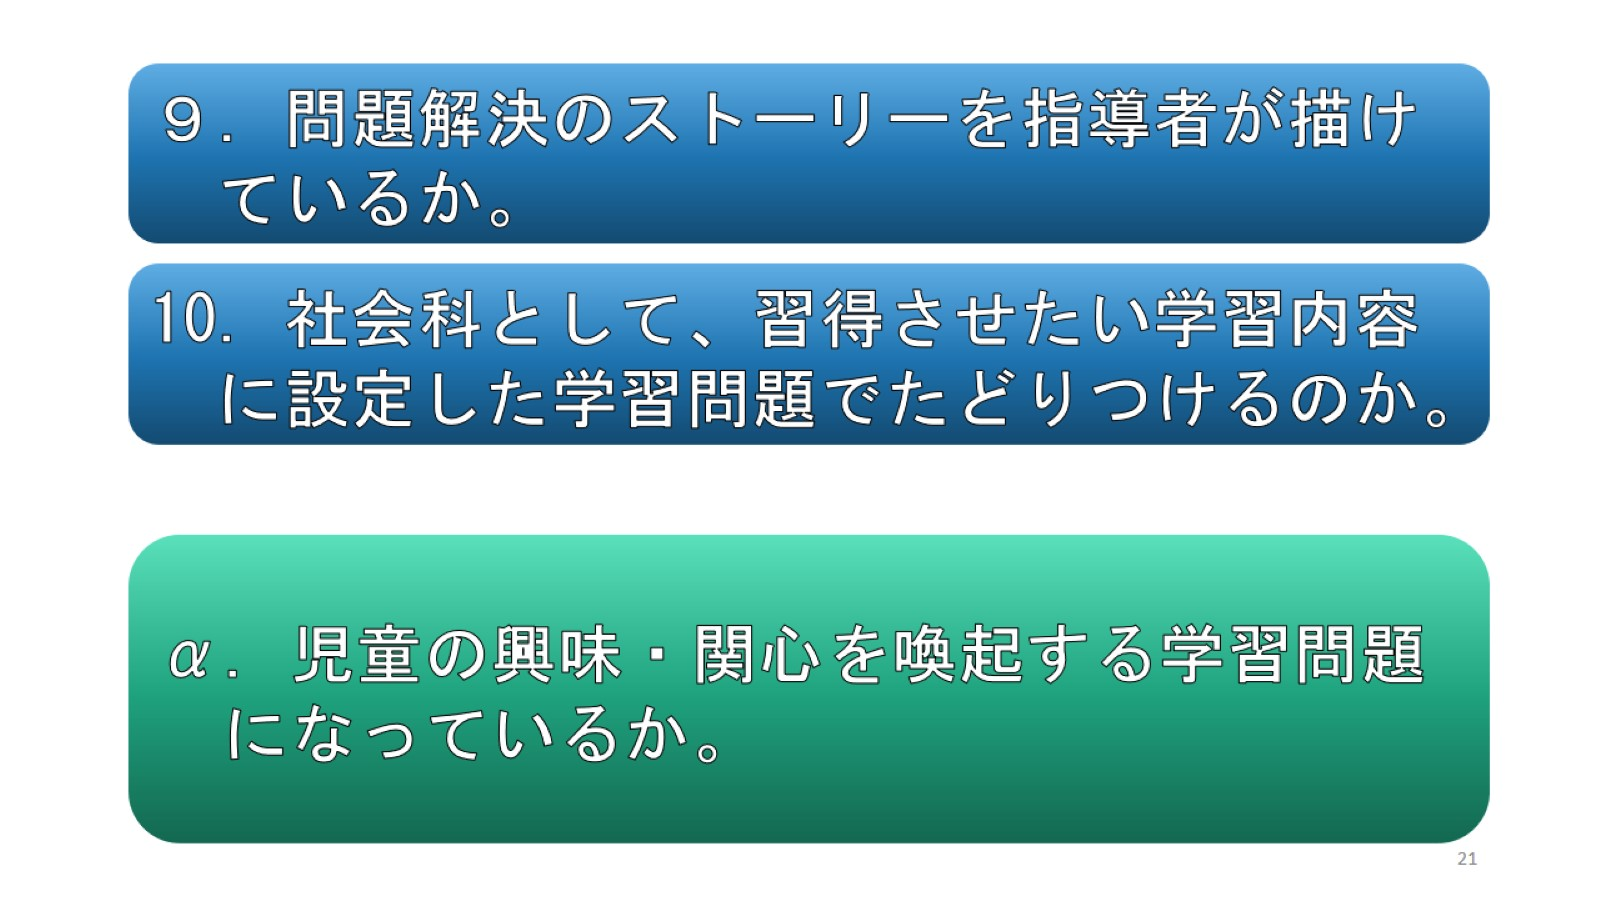 ９． 問題解決のストーリーを指導者が描け
ているか。
10． 社会科として、習得させたい学習内容
に設定した学習問題でたどりつけるのか。
α． 児童の興味・関心を喚起する学習問題
になっているか。
21